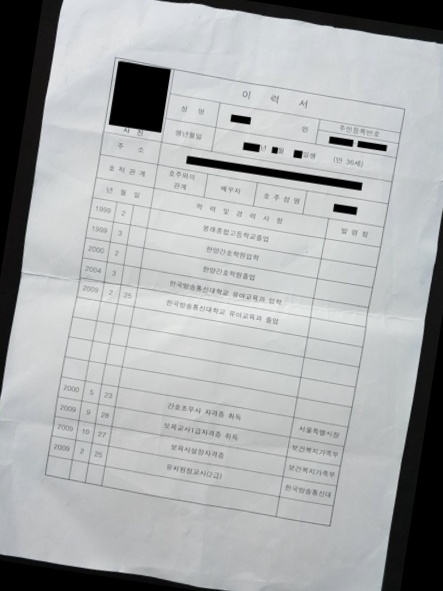 이 력 서
성 명 인 주민등록번호
사 진 생년월일 년 월 일생 (만 36세)
주 소
호적관계 호주와의 관계 배우자 호주성명
년 월 일 학 력 및 경 력 사 항 발 령 청
1999 2 봉래종합고등학교졸업
1999 3 한양간호학원입학
2000 2 한양간호학원졸업
2004 3 한국방송통신대학교 유아교육과 입학
2009 2 25 한국방송통신대학교 유아교육과 졸업
2000 5 23 간호조무사 자격증 취득 서울특별시장
2009 9 28 보육교사1급자격증 취득 보건복지가족부
2009 10 27 보육시설장자격증 보건복지가족부
2009 2 25 유치원정교사(2급) 한국방송통신대